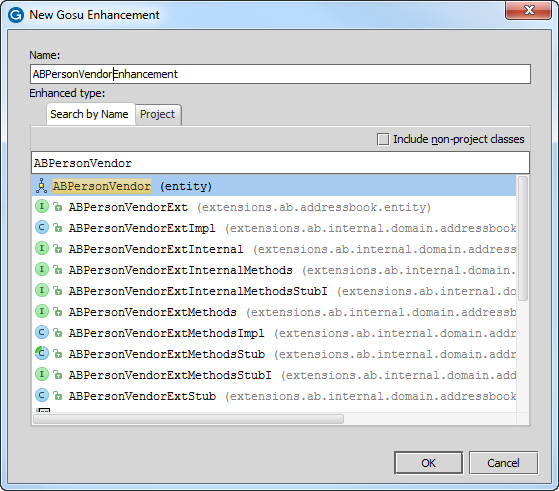 New Gosu Enhancement
Name:
ABPersonVendorEnhancement
Enhanced type:
Search by Name Project
Include non-project classes
ABPersonVendor
ABPersonVendor (entity)
ABPersonVendorExt (extensions.ab.addressbook.entity)
ABPersonVendorExtImpl (extensions.ab.internal.domain.addressbook
ABPersonVendorExtInternal (extensions.ab.internal.domain.addres
ABPersonVendorExtInternalMethods (extensions.ab.internal.domain.
ABPersonVendorExtInternalMethodsStubI (extensions.ab.internal.do
ABPersonVendorExtMethods (extensions.ab.internal.domain.addressb
ABPersonVendorExtMethodsImpl (extensions.ab.internal.domain.addr
ABPersonVendorExtMethodsStub (extensions.ab.internal.domain.addr
ABPersonVendorExtMethodsStubI (extensions.ab.internal.domain.add
ABPersonVendorExtStub (extensions.ab.internal.domain.addressbook
OK Cancel